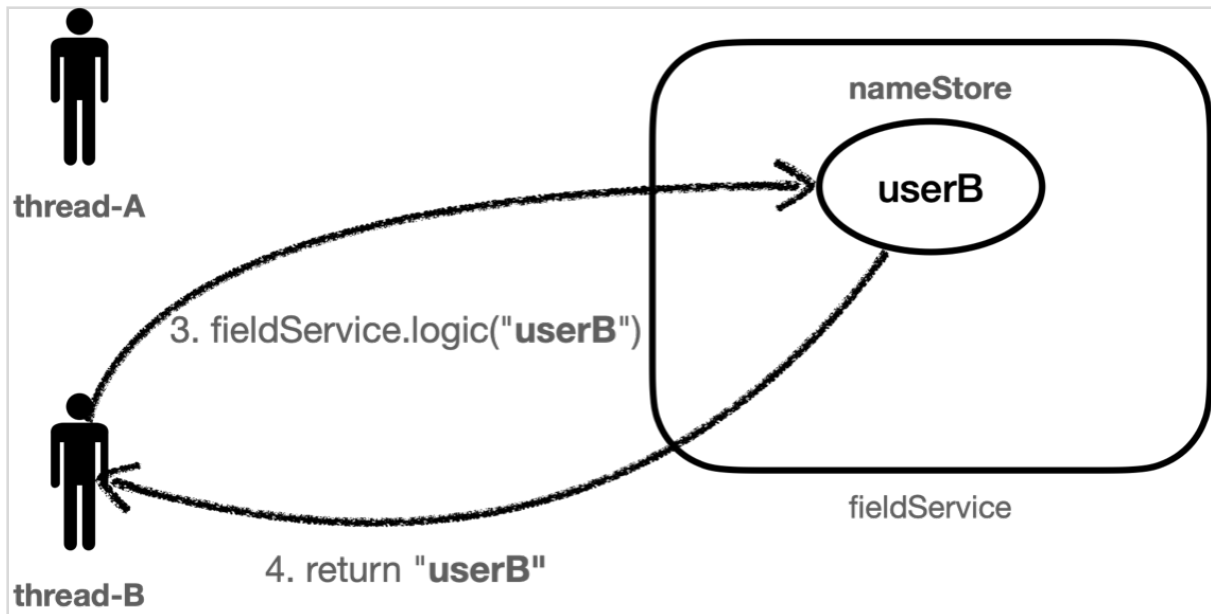 nameStore
userB
thread-A
3. fieldService.logic("userB")
fieldService
4. return "userB"
thread-B